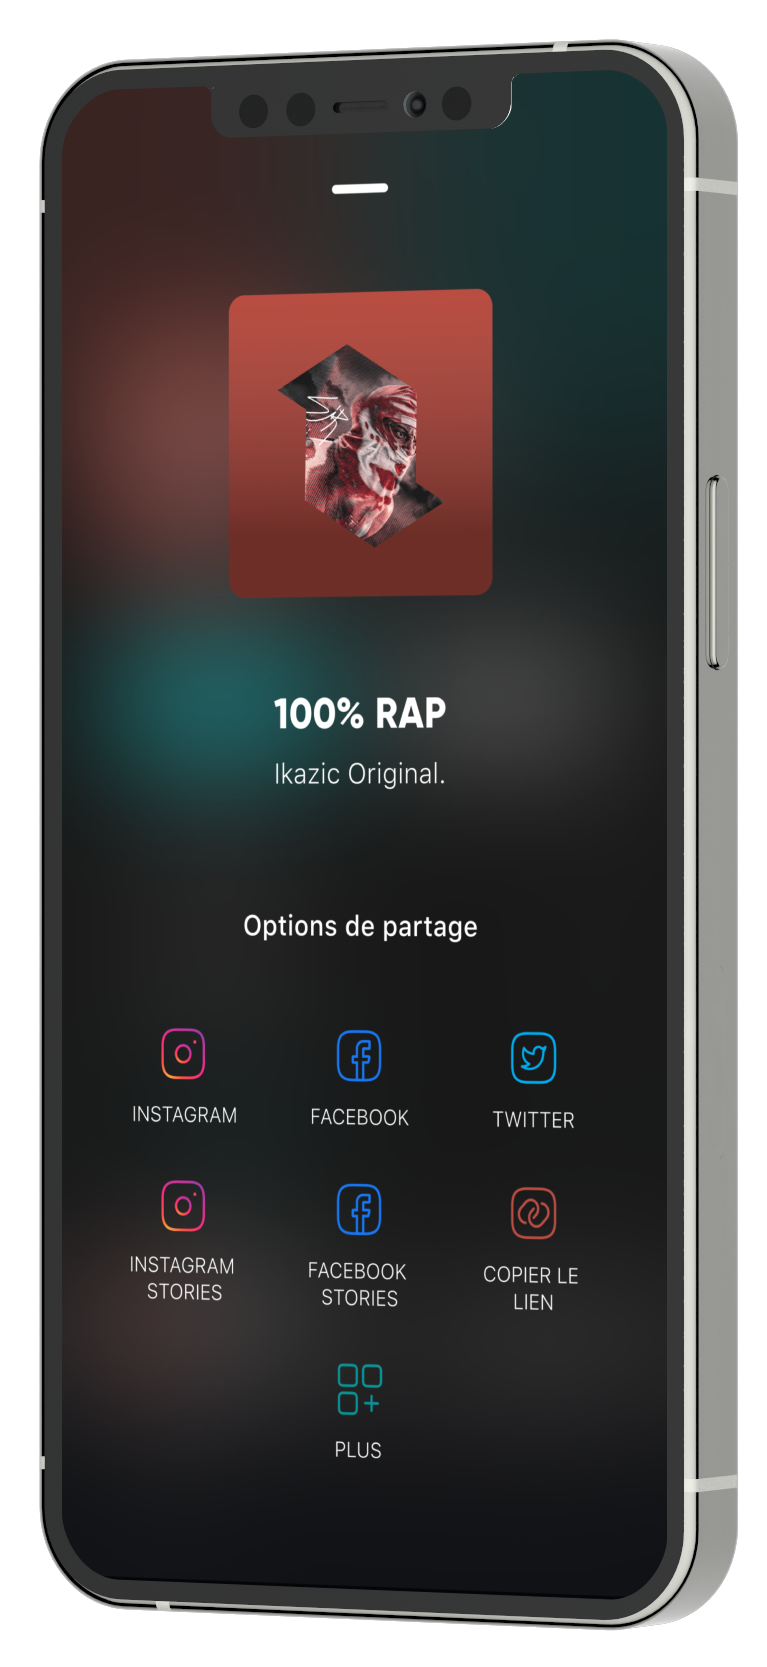 100% RAP
Ikazic Original.
Options de partage
INSTAGRAM
FACEBOOK
TWITTER
INSTAGRAM
STORIES
FACEBOOK
STORIES
COPIER LE
LIEN
PLUS